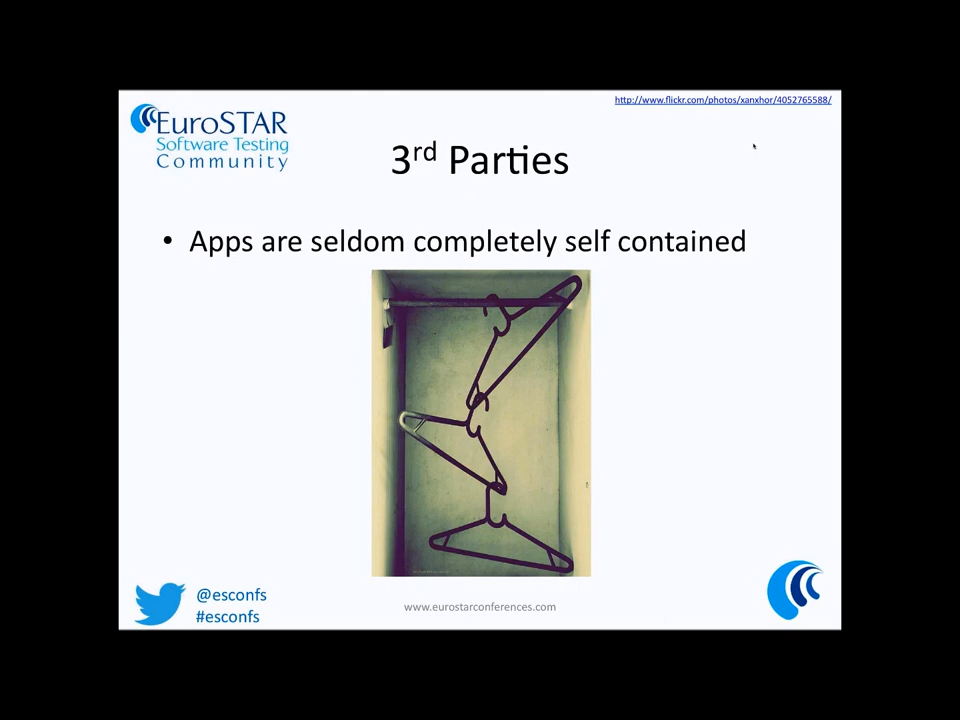 http://www.flickr.com/photos/xanxhor/4052765588/
EuroSTAR
Software Testing
Community
3rd Parties
• Apps are seldom completely self contained
@esconfs
#esconfs
www.eurostarconferences.com